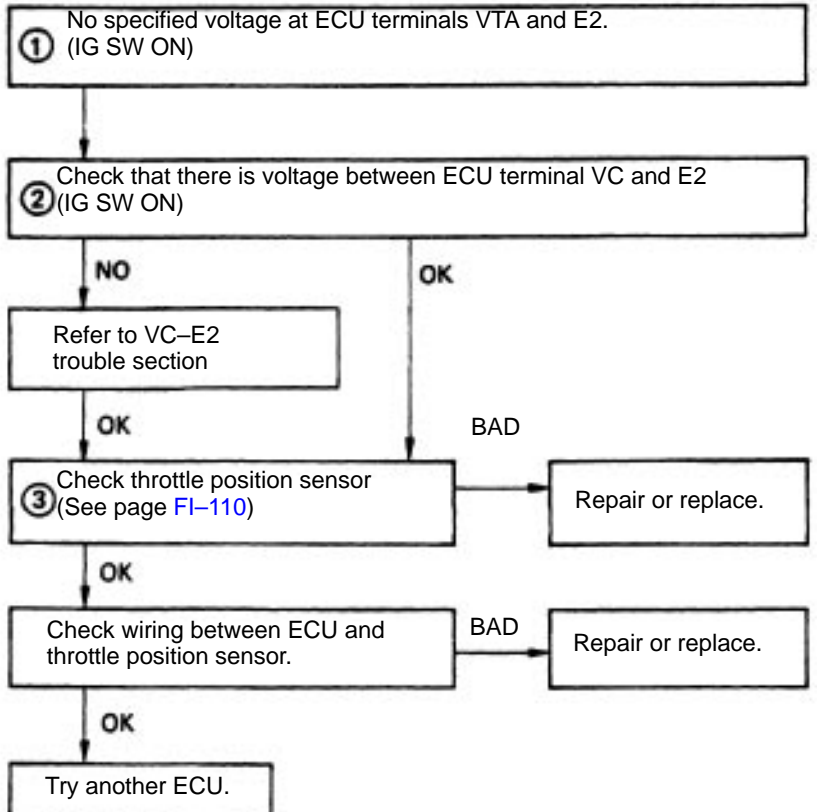 ① No specified voltage at ECU terminals VTA and E2.
(IG SW ON)
② Check that there is voltage between ECU terminal VC and E2
(IG SW ON)
NO
OK
Refer to VC–E2
trouble section
OK
BAD
③ Check throttle position sensor
(See page FI–110)
Repair or replace.
OK
Check wiring between ECU and
throttle position sensor.
BAD
Repair or replace.
OK
Try another ECU.